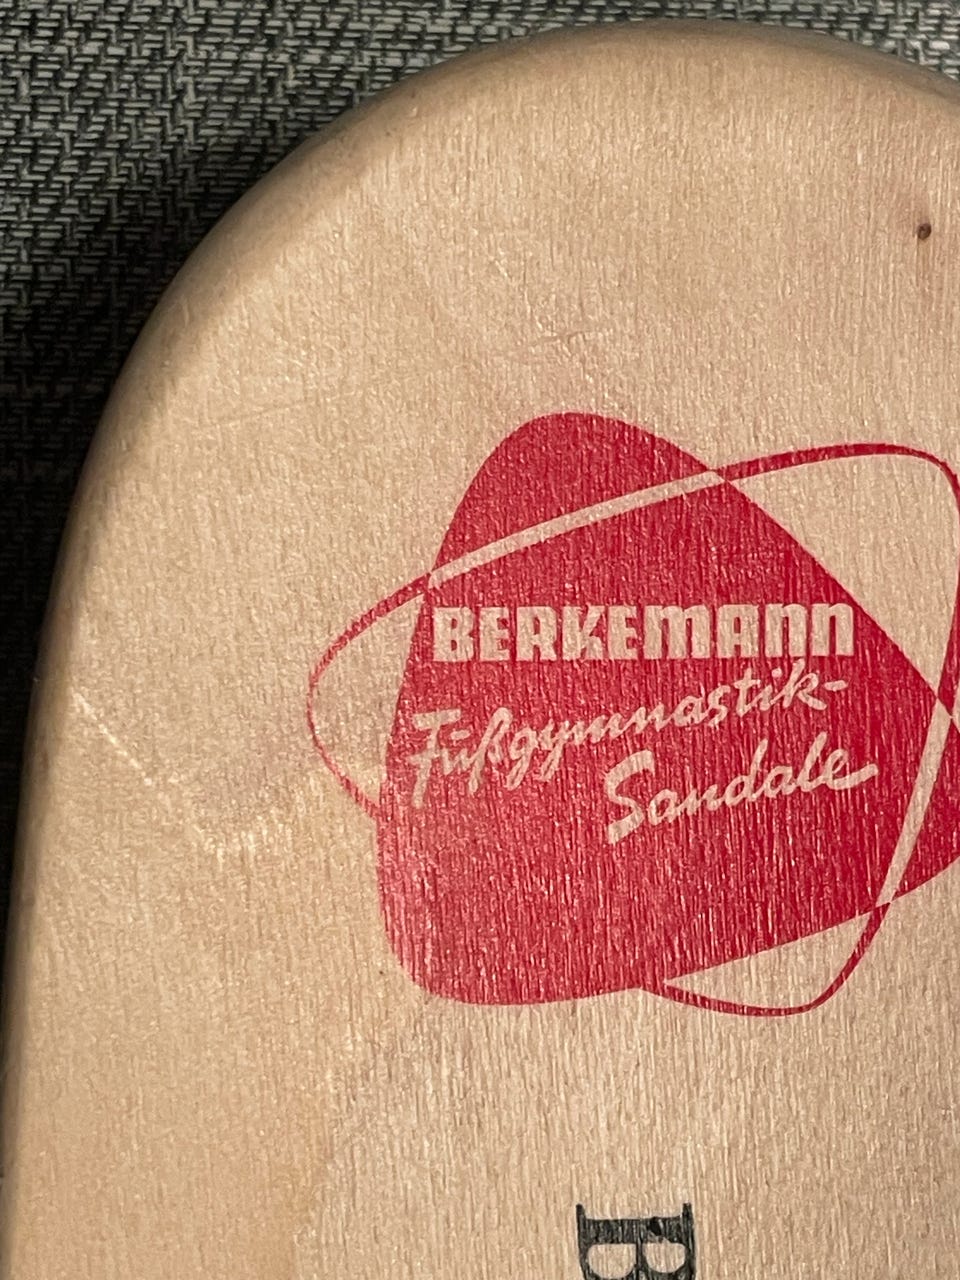 BERKEMANN
Fußgymnastik-
Sandale
B